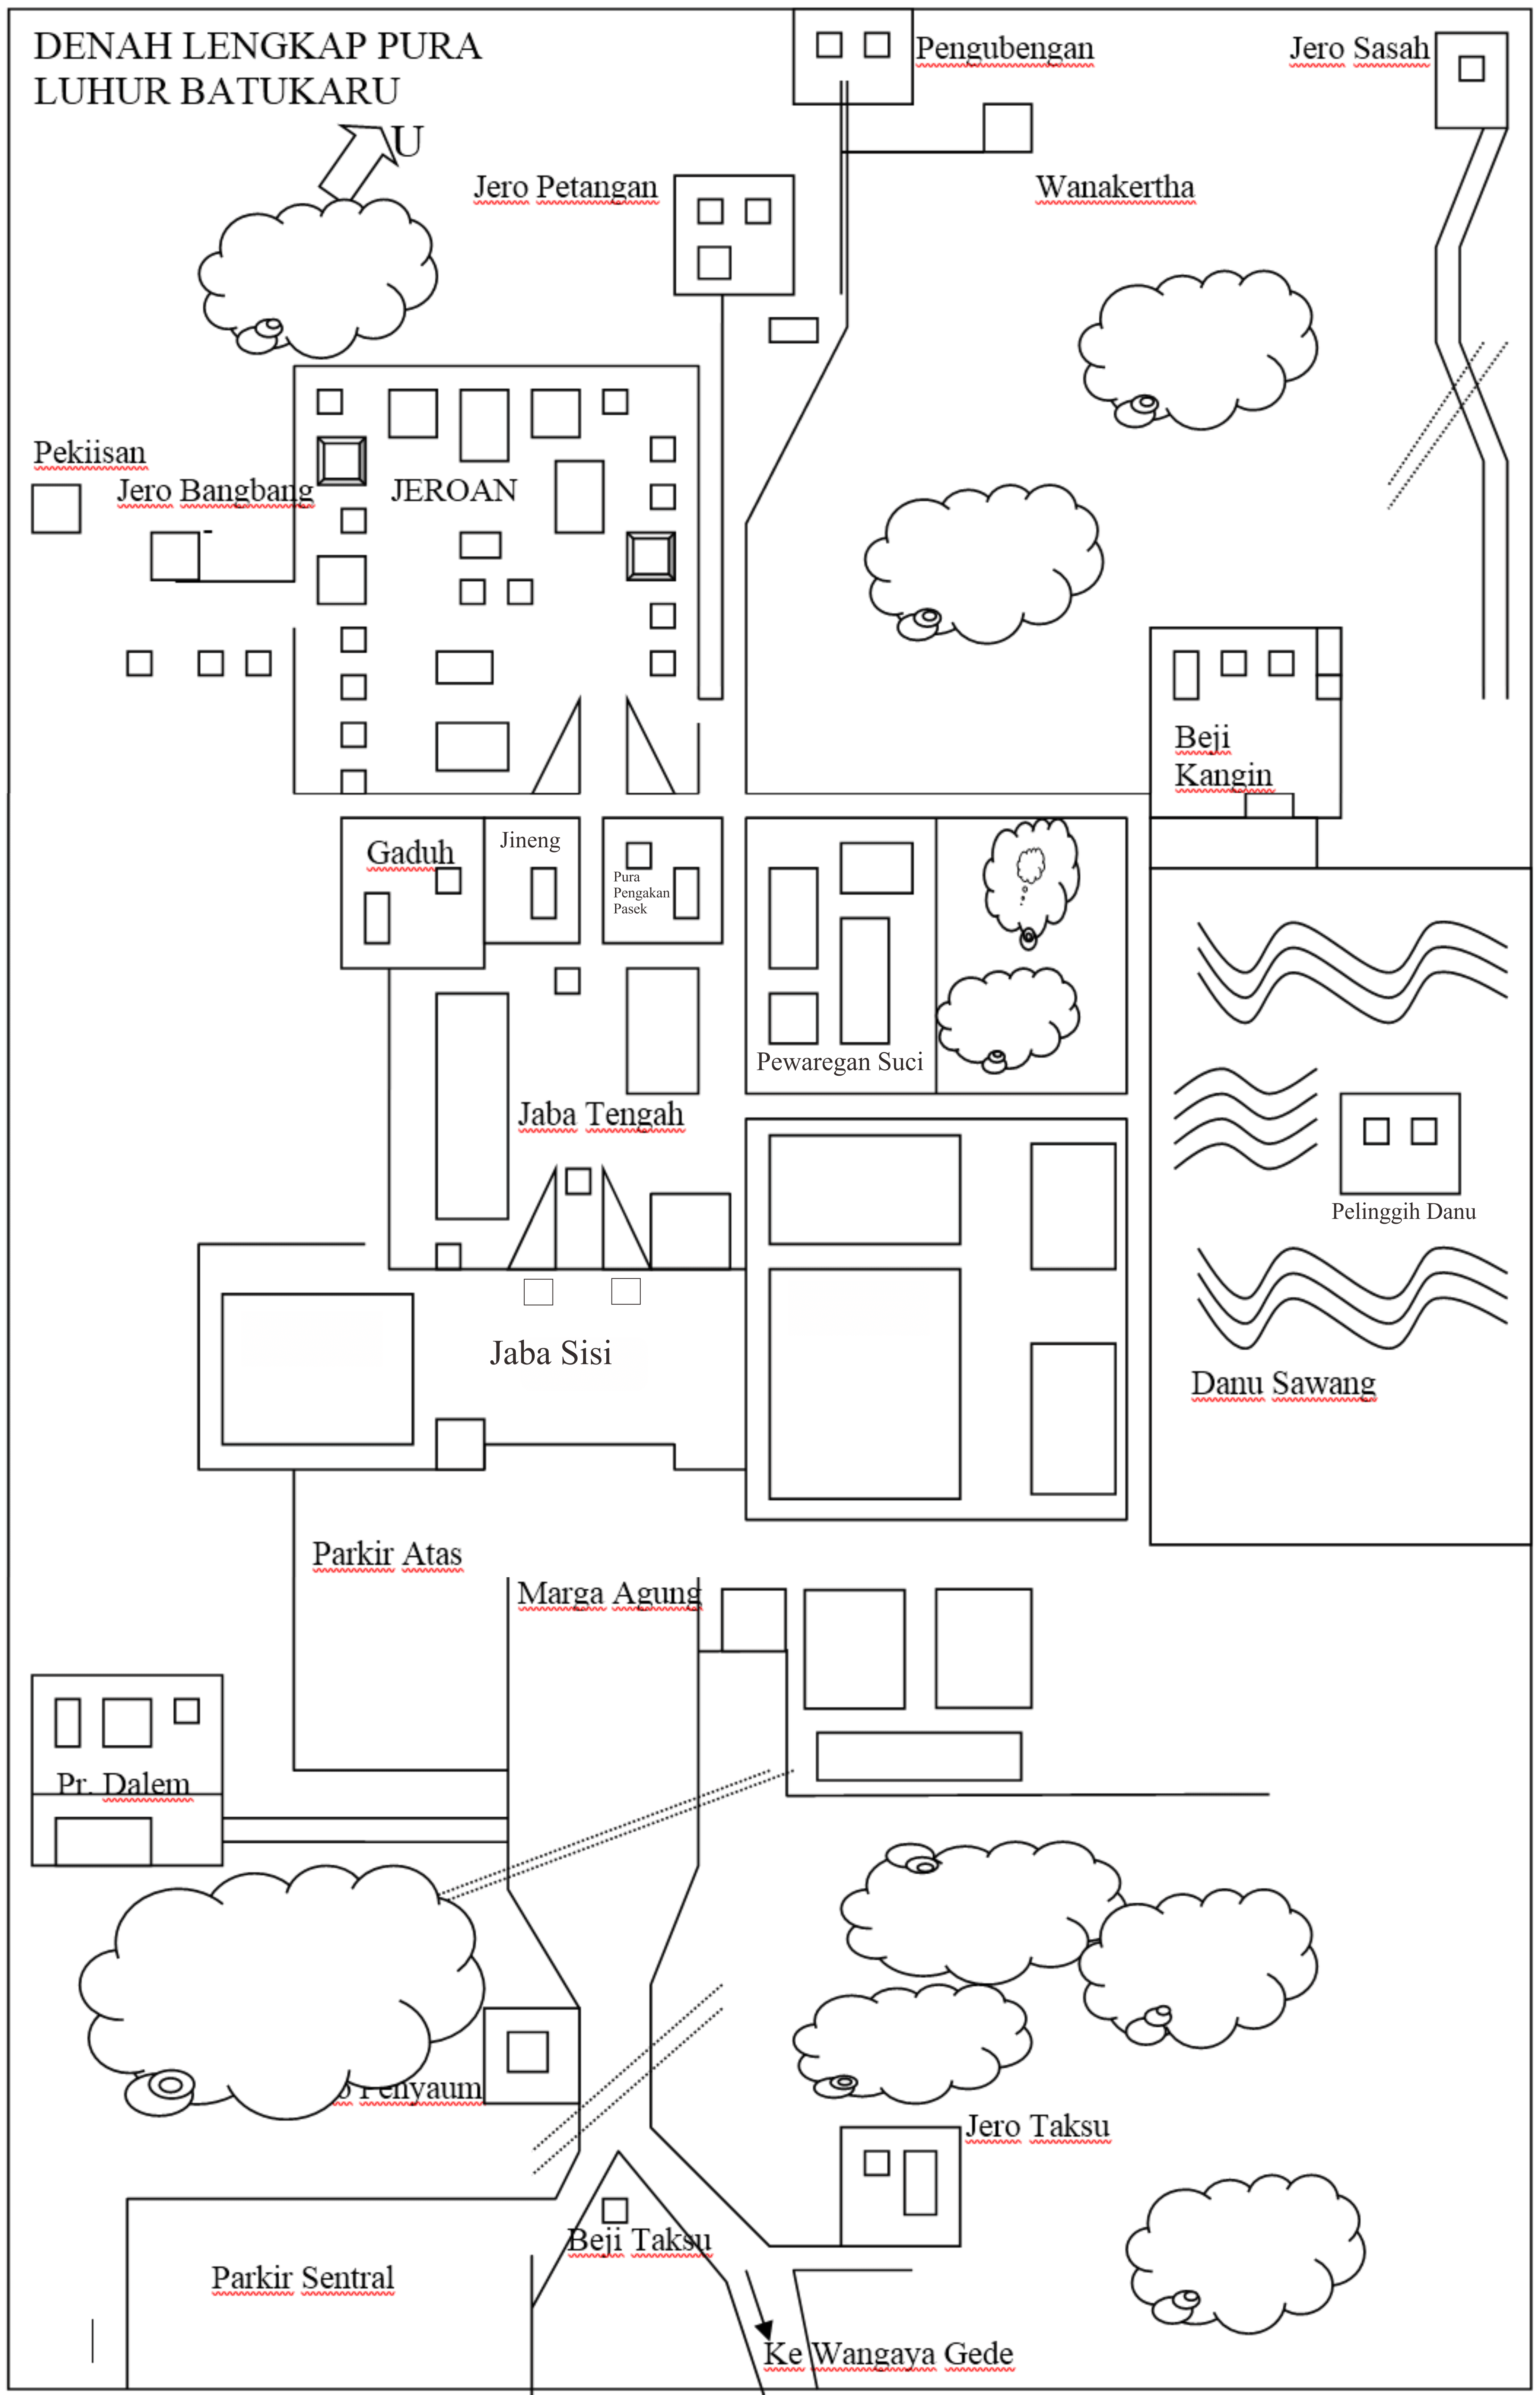 DENAH LENGKAP PURA
LUHUR BATUKARU
U
Pengubengan
Jero Sasah
Jero Petangan
Wanakertha
Pekiisan
Jero Bangbang
-
JEROAN
Beji
Kangin
Gaduh
Jineng
Pura
Pengakan
Pasek
Pewaregan Suci
Jaba Tengah
Pelinggih Danu
Jaba Sisi
Danu Sawang
Parkir Atas
Marga Agung
Pr. Dalem
Penyaum
Jero Taksu
Beji Taksu
Parkir Sentral
Ke Wangaya Gede